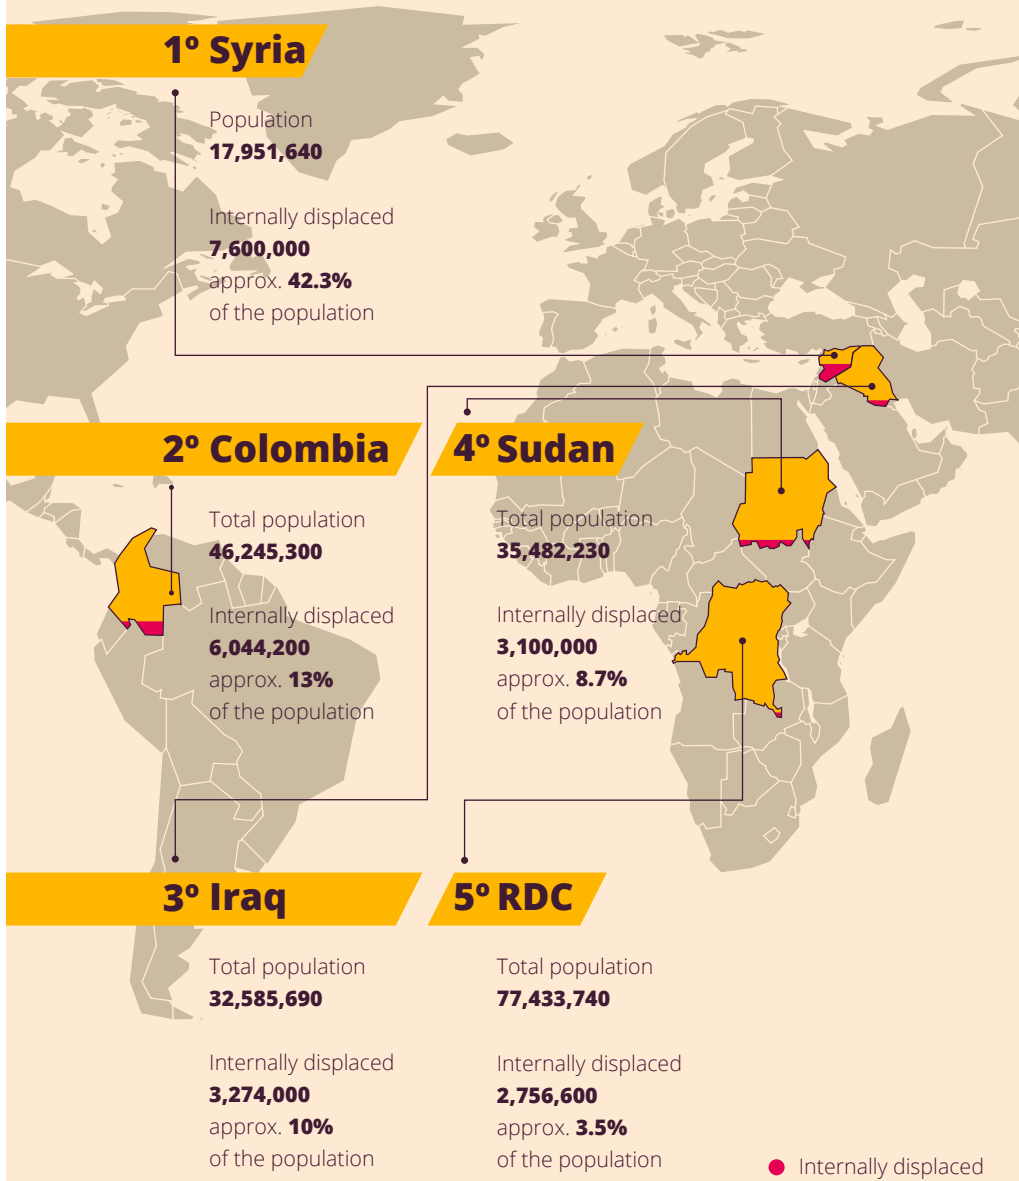 1º Syria
Population
17,951,640
Internally displaced
7,600,000
approx. 42.3%
of the population
2º Colombia
Total population
46,245,300
Internally displaced
6,044,200
approx. 13%
of the population
4º Sudan
Total population
35,482,230
Internally displaced
3,100,000
approx. 8.7%
of the population
3º Iraq
Total population
32,585,690
Internally displaced
3,274,000
approx. 10%
of the population
5º RDC
Total population
77,433,740
Internally displaced
2,756,600
approx. 3.5%
of the population
Internally displaced